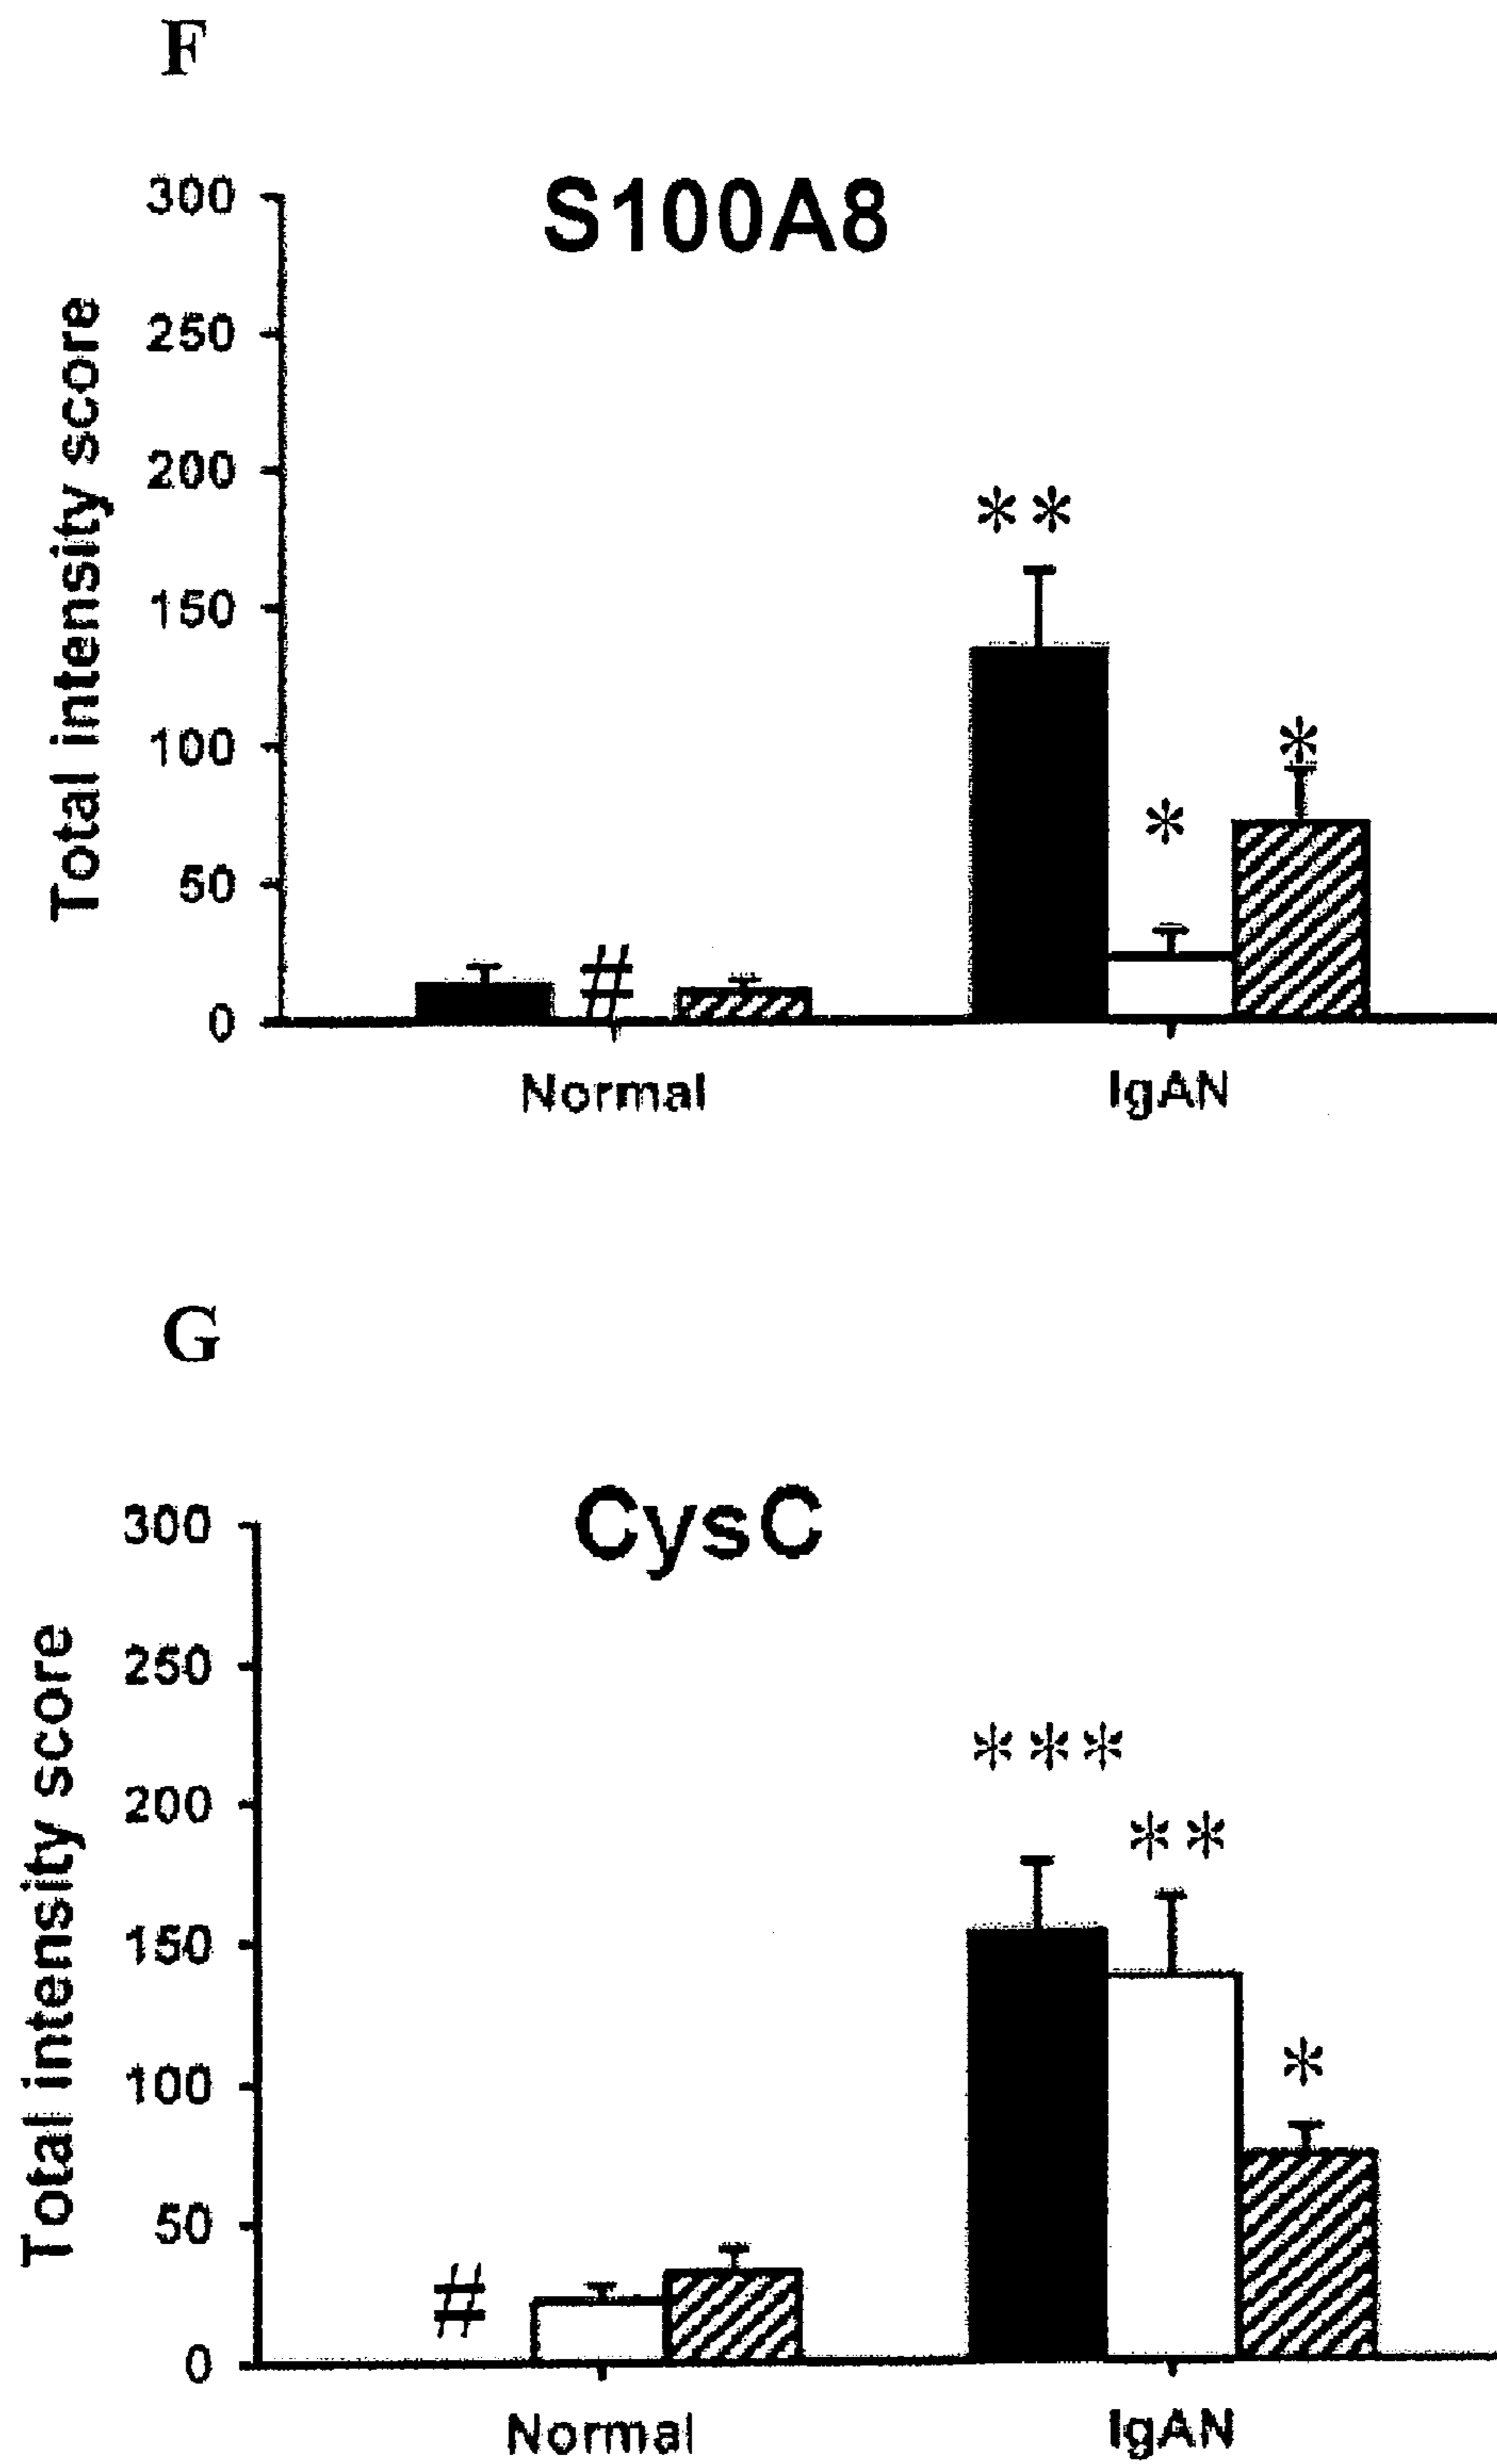 F
S100A8
Total intensity score
300
250
200
150
100
50
0
**
*
*
#
Normal
IgAN
G
CysC
Total intensity score
300
250
200
150
100
50
0
***
**
*
#
Normal
IgAN